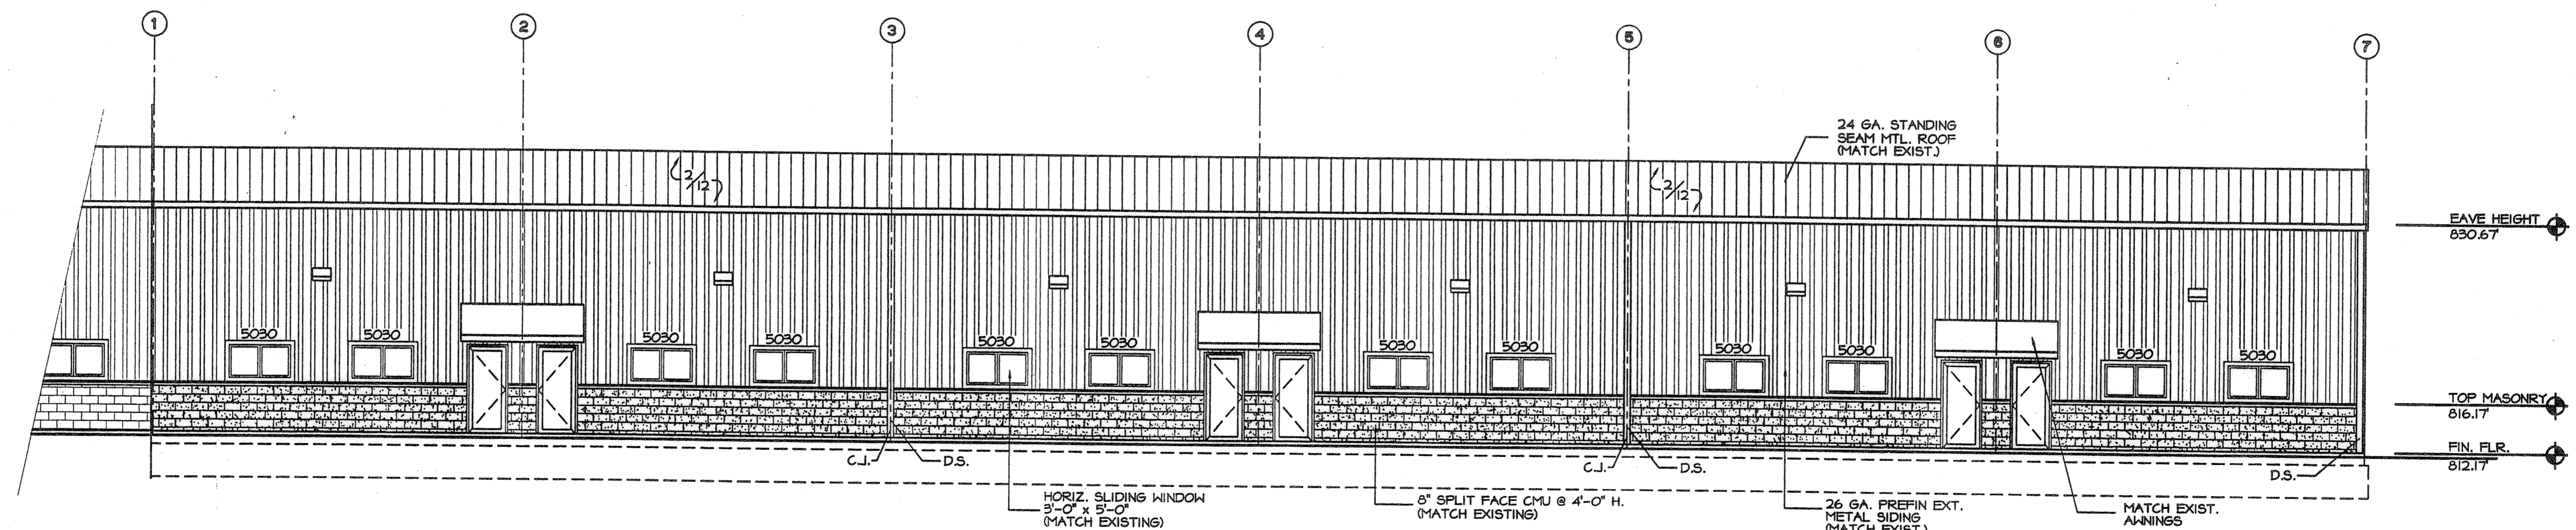 1
2
3
4
5
6
7
24 GA. STANDING
SEAM MTL. ROOF
(MATCH EXIST.)
2/12
2/12
EAVE HEIGHT
830.67'
5030
5030
5030
5030
5030
5030
5030
5030
5030
5030
5030
5030
TOP MASONRY
816.17'
FIN. FLR.
812.17'
C.J.
D.S.
C.J.
D.S.
D.S.
HORIZ. SLIDING WINDOW
3'-0" x 5'-0"
(MATCH EXISTING)
8" SPLIT FACE CMU @ 4'-0" H.
(MATCH EXISTING)
26 GA. PREFIN EXT.
METAL SIDING
(MATCH EXIST.)
MATCH EXIST.
AWNINGS